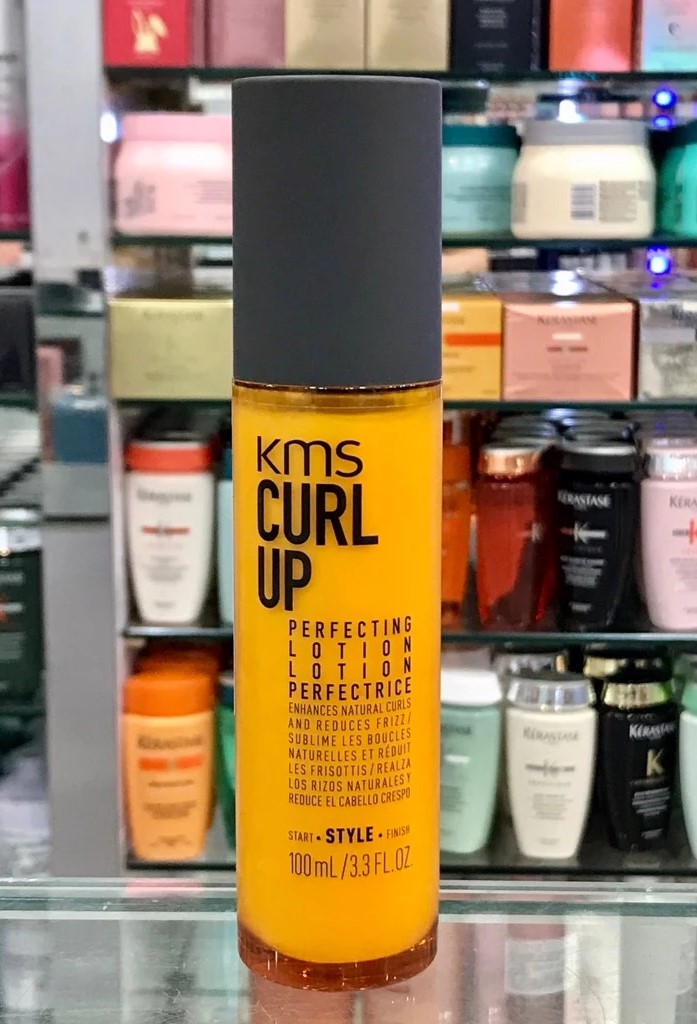 kms
CURL
UP
PERFECTING
LOTION
LOTION
PERFECTRICE
ENHANCES NATURAL CURLS
AND REDUCES FRIZZ/
SUBLIME LES BOUCLES
NATURELLES ET RÉDUIT
LES FRISOTTIS/REALZA
LOS RIZOS NATURALES Y
REDUCE EL CABELLO CRESPO
START • STYLE • FINISH
100 mL/3.3 FL.OZ.
KÉRASTASE
KÉRASTASE
KÉRASTASE
KÉRASTASE
KÉRASTASE